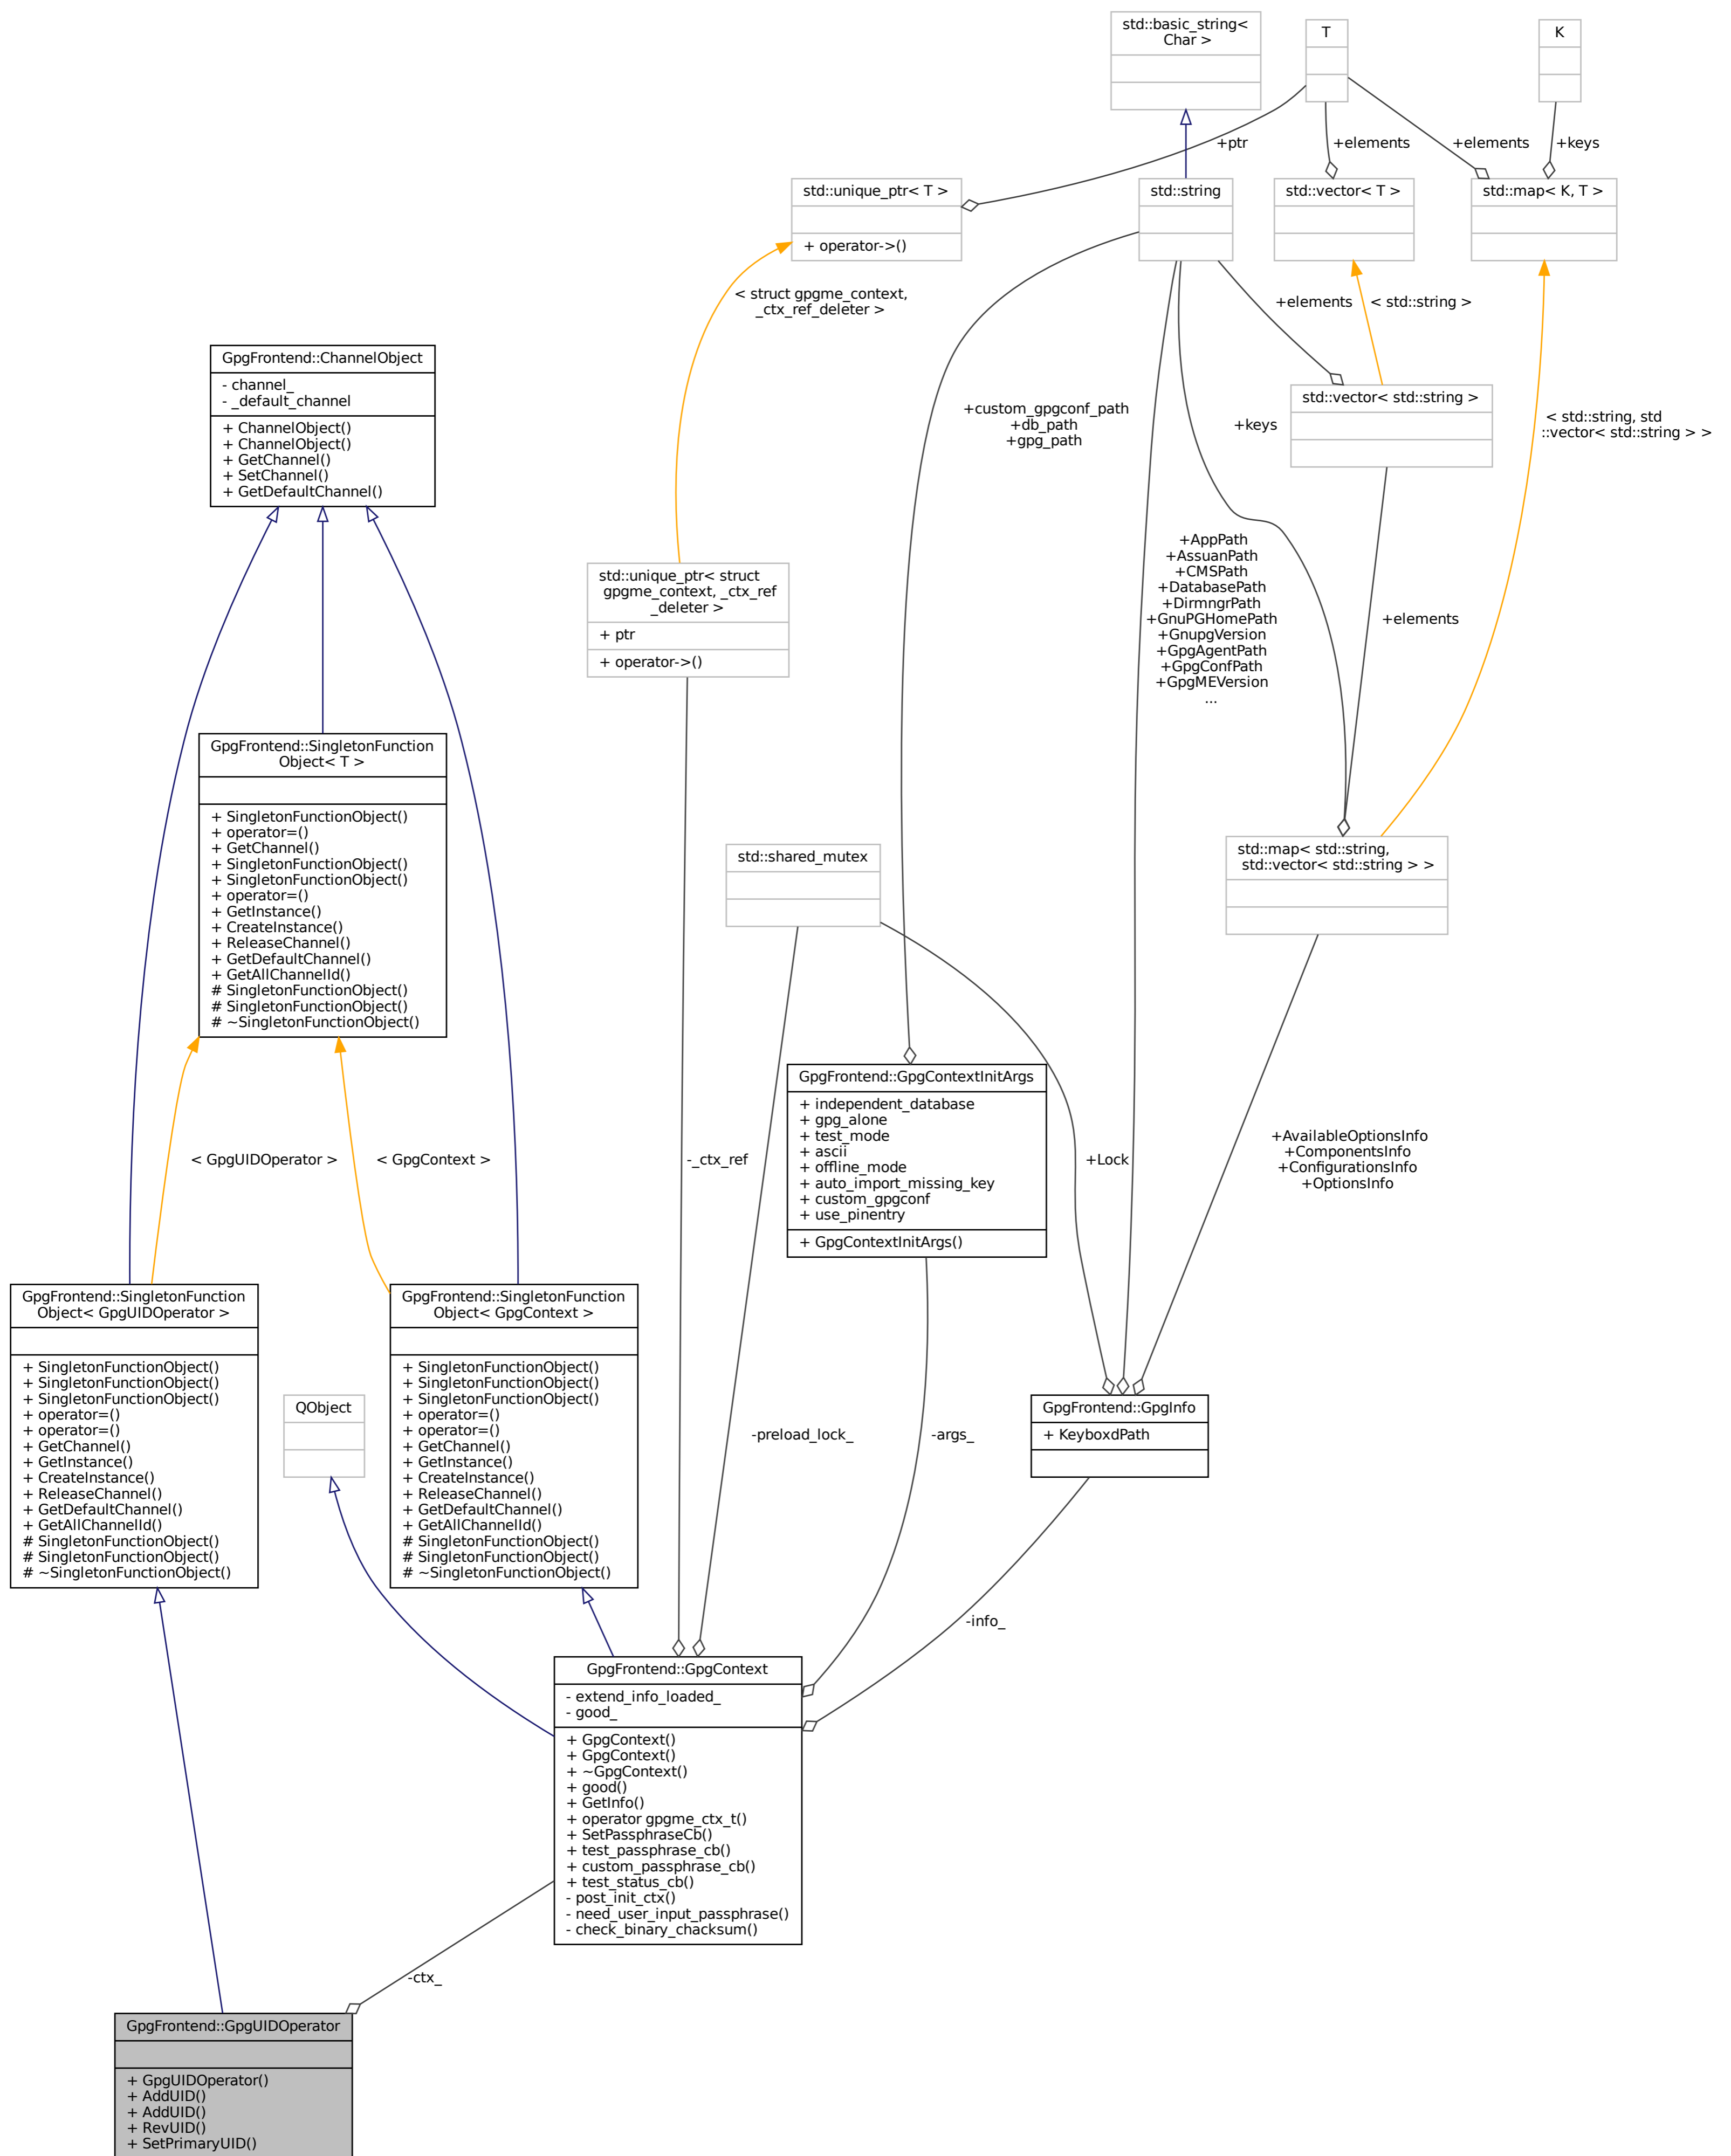 std::basic_string<
Char >
T
K
+ptr
+elements
+elements
+keys
std::unique_ptr< T >
+ operator->()
std::string
std::vector< T >
std::map< K, T >
< struct gpgme_context,
_ctx_ref_deleter >
+elements
< std::string >
GpgFrontend::ChannelObject
- channel_
- _default_channel
+ ChannelObject()
+ ChannelObject()
+ GetChannel()
+ SetChannel()
+ GetDefaultChannel()
+custom_gpgconf_path
+db_path
+gpg_path
+keys
std::vector< std::string >
< std::string, std
::vector< std::string > >
std::unique_ptr< struct
gpgme_context, _ctx_ref
_deleter >
+ ptr
+ operator->()
+AppPath
+AssuanPath
+CMSPath
+DatabasePath
+DirmngrPath
+GnuPGHomePath
+GnupgVersion
+GpgAgentPath
+GpgConfPath
+GpgMEVersion
...
+elements
GpgFrontend::SingletonFunction
Object< T >
+ SingletonFunctionObject()
+ operator=()
+ GetChannel()
+ SingletonFunctionObject()
+ SingletonFunctionObject()
+ operator=()
+ GetInstance()
+ CreateInstance()
+ ReleaseChannel()
+ GetDefaultChannel()
+ GetAllChannelId()
# SingletonFunctionObject()
# SingletonFunctionObject()
# ~SingletonFunctionObject()
std::shared_mutex
std::map< std::string,
std::vector< std::string > >
GpgFrontend::GpgContextInitArgs
+ independent_database
+ gpg_alone
+ test_mode
+ ascii
+ offline_mode
+ auto_import_missing_key
+ custom_gpgconf
+ use_pinentry
+ GpgContextInitArgs()
< GpgUIDOperator >
< GpgContext >
-_ctx_ref
+Lock
+AvailableOptionsInfo
+ComponentsInfo
+ConfigurationsInfo
+OptionsInfo
GpgFrontend::SingletonFunction
Object< GpgUIDOperator >
+ SingletonFunctionObject()
+ SingletonFunctionObject()
+ SingletonFunctionObject()
+ operator=()
+ operator=()
+ GetChannel()
+ GetInstance()
+ CreateInstance()
+ ReleaseChannel()
+ GetDefaultChannel()
+ GetAllChannelId()
# SingletonFunctionObject()
# SingletonFunctionObject()
# ~SingletonFunctionObject()
QObject
GpgFrontend::SingletonFunction
Object< GpgContext >
+ SingletonFunctionObject()
+ SingletonFunctionObject()
+ SingletonFunctionObject()
+ operator=()
+ operator=()
+ GetChannel()
+ GetInstance()
+ CreateInstance()
+ ReleaseChannel()
+ GetDefaultChannel()
+ GetAllChannelId()
# SingletonFunctionObject()
# SingletonFunctionObject()
# ~SingletonFunctionObject()
-preload_lock_
-args_
GpgFrontend::GpgInfo
+ KeyboxdPath
-info_
GpgFrontend::GpgContext
- extend_info_loaded_
- good_
+ GpgContext()
+ GpgContext()
+ ~GpgContext()
+ good()
+ GetInfo()
+ operator gpgme_ctx_t()
+ SetPassphraseCb()
+ test_passphrase_cb()
+ custom_passphrase_cb()
+ test_status_cb()
- post_init_ctx()
- need_user_input_passphrase()
- check_binary_chacksum()
-ctx_
GpgFrontend::GpgUIDOperator
+ GpgUIDOperator()
+ AddUID()
+ AddUID()
+ RevUID()
+ SetPrimaryUID()